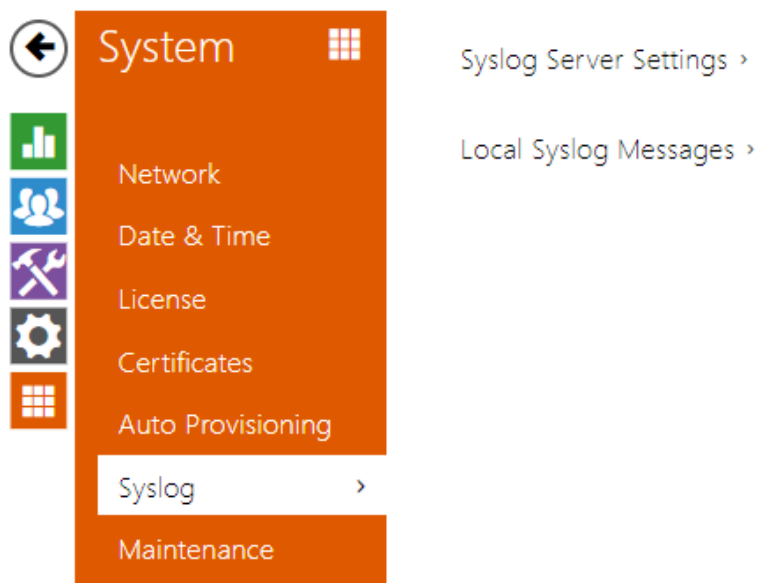 System
Network
Date & Time
License
Certificates
Auto Provisioning
Syslog ›
Maintenance
Syslog Server Settings ›
Local Syslog Messages ›